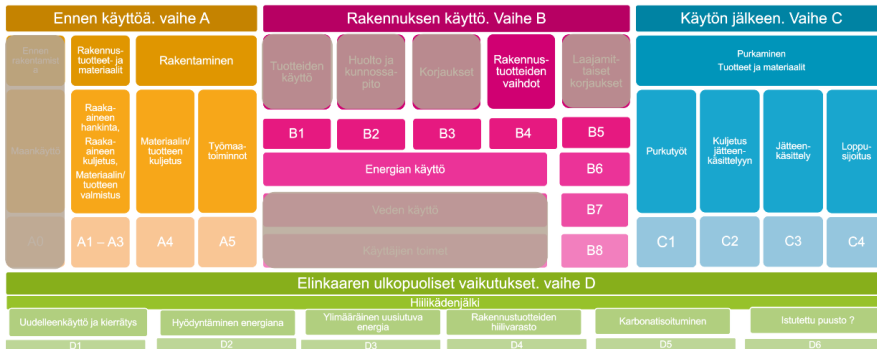 Ennen käyttöä. vaihe A
Rakennuksen käyttö. Vaihe B
Käytön jälkeen. Vaihe C
Ennen
Rakennus-
tuotteet- ja
materiaalit
Rakentaminen
Tuotteiden
käyttö
Huolto ja
kunnossa-
pito
Korjaukset
Rakennus-
tuotteiden
vaihdot
Laajamit-
taiset
korjaukset
Purkaminen
Tuotteet ja materiaalit
Raaka-
aineen
hankinta,
Raaka-
aineen
kuljetus,
Materiaalin/
tuotteen
valmistus
Materiaalin/
tuotteen
kuljetus
Työmaa-
toiminnot
B1
B2
B3
B4
B5
Energian käyttö
B6
Veden käyttö
B7
Käyttäjien toimet
B8
Purkutyöt
Kuljetus
jätteen-
käsittelyyn
Jätteen-
käsittely
Loppu-
sijoitus
A0
A1 – A3
A4
A5
C1
C2
C3
C4
Elinkaaren ulkopuoliset vaikutukset. vaihe D
Hiilikädenjälki
Uudelleenkäyttö ja kierrätys
Hyödyntäminen energiana
Ylimääräinen uusiutuva
energia
Rakennustuotteiden
hiilivarasto
Karbonatisoituminen
Istutettu puusto ?
D1
D2
D3
D4
D5
D6